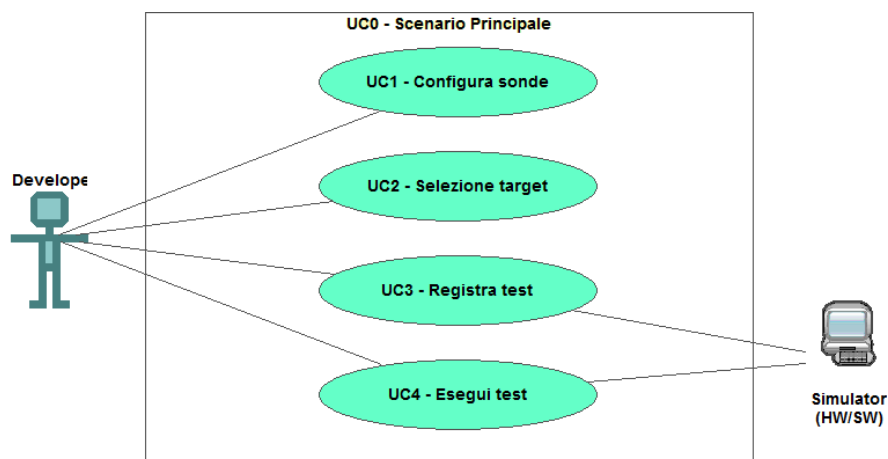 UC0 - Scenario Principale
UC1 - Configura sonde
Develope
UC2 - Selezione target
UC3 - Registra test
UC4 - Esegui test
Simulator
(HW/SW)